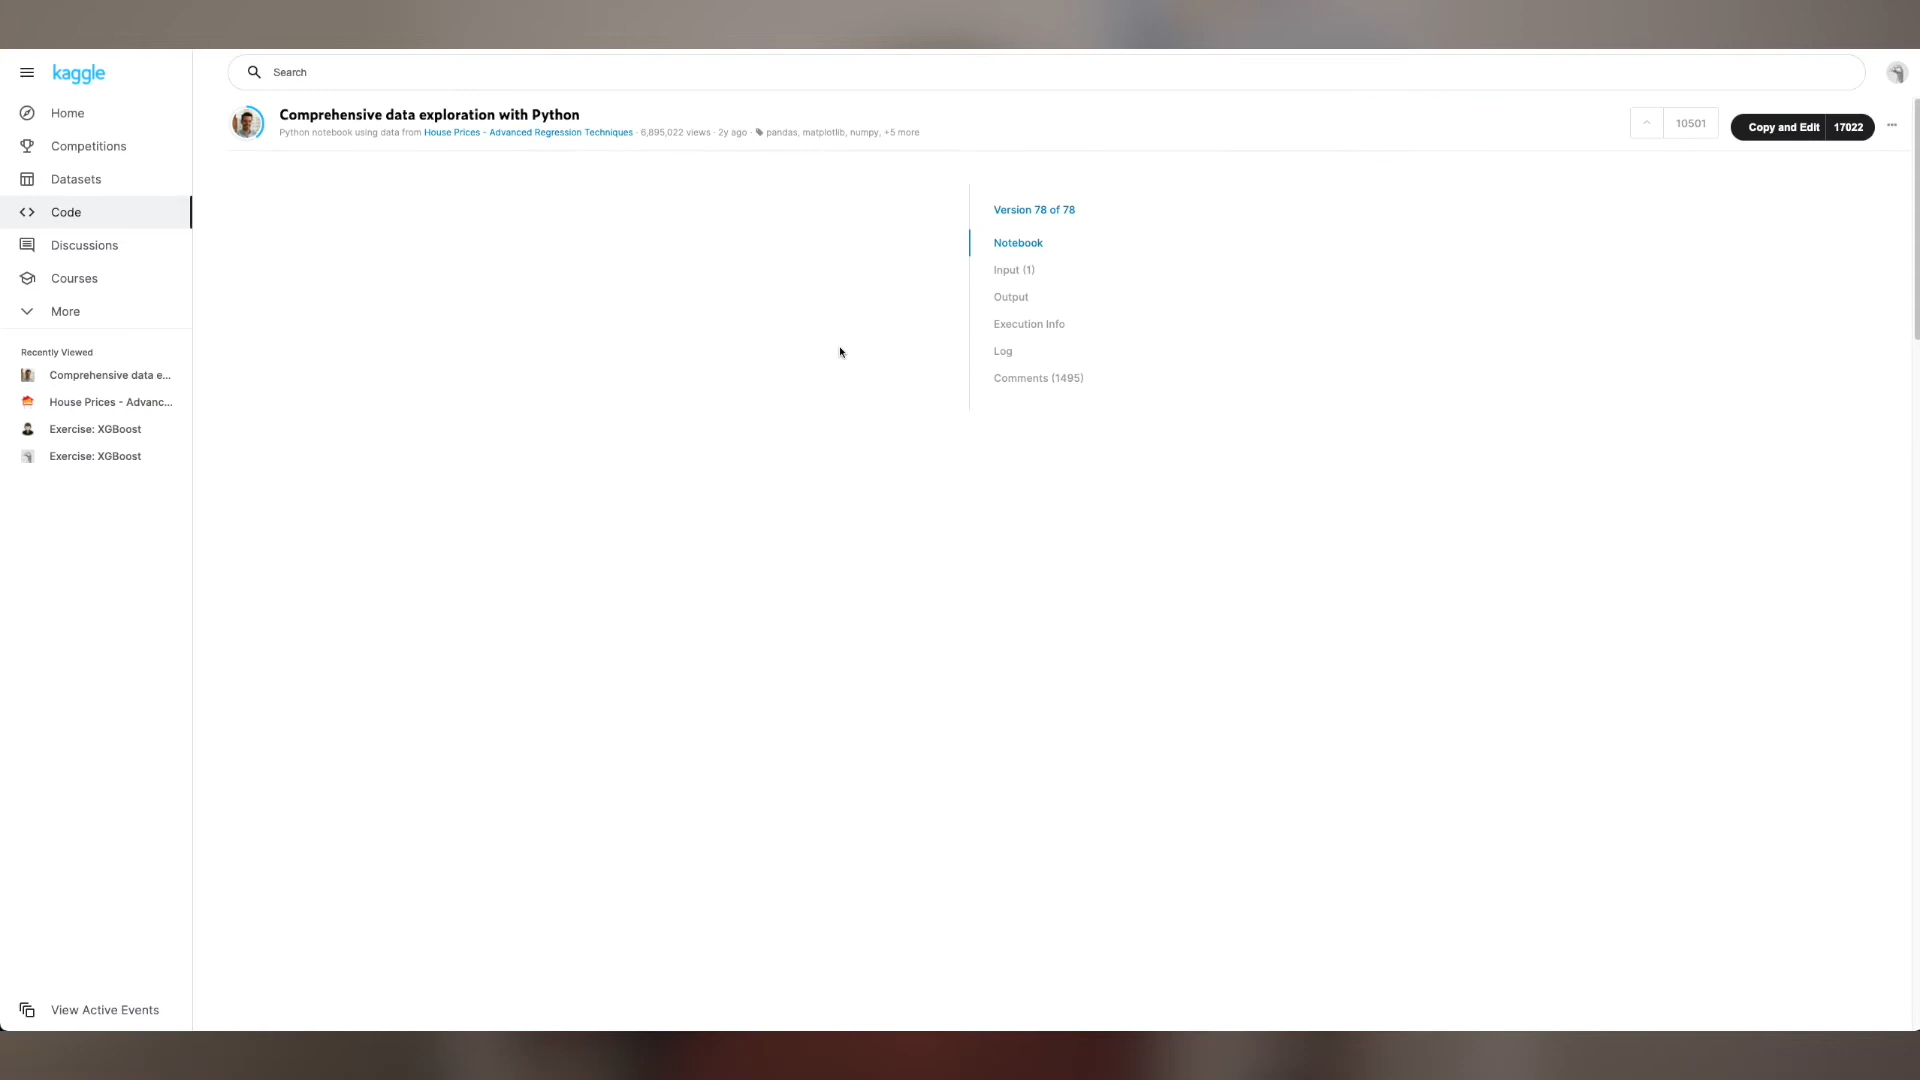 kaggle
Search
Home
Competitions
Datasets
Code
Discussions
Courses
More
Recently Viewed
Comprehensive data e...
House Prices - Advanc...
Exercise: XGBoost
Exercise: XGBoost
View Active Events
Comprehensive data exploration with Python
Python notebook using data from House Prices - Advanced Regression Techniques · 6,895,022 views · 2y ago · pandas, matplotlib, numpy, +5 more
10501
Copy and Edit 17022
Version 78 of 78
Notebook
Input (1)
Output
Execution Info
Log
Comments (1495)